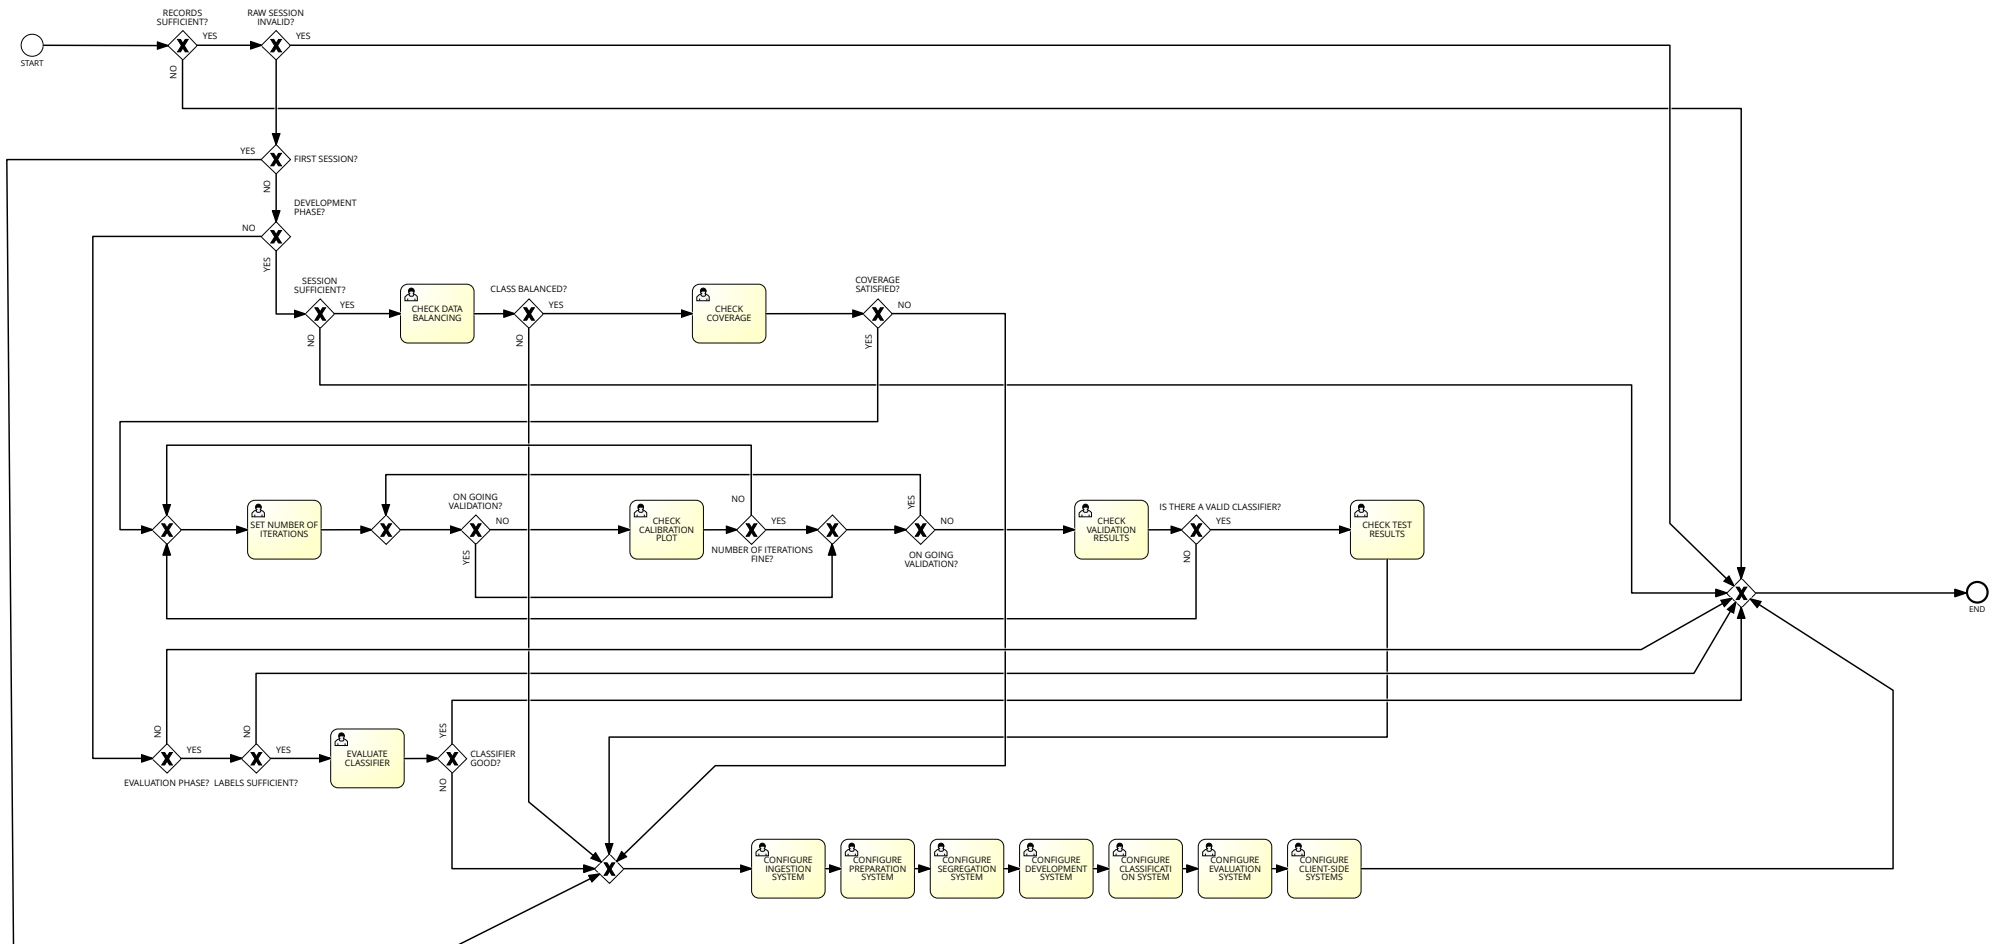 RECORDS
SUFFICIENT?
RAW SESSION
INVALID?
YES
YES
START
NO
YES
FIRST SESSION?
NO
DEVELOPMENT
PHASE?
NO
YES
SESSION
SUFFICIENT?
YES
NO
CHECK DATA
BALANCING
CLASS BALANCED?
YES
NO
CHECK
COVERAGE
COVERAGE
SATISFIED?
NO
YES
SET NUMBER OF
ITERATIONS
ON GOING
VALIDATION?
NO
YES
CHECK
CALIBRATION
PLOT
NO
YES
NUMBER OF ITERATIONS
FINE?
YES
NO
ON GOING
VALIDATION?
CHECK
VALIDATION
RESULTS
IS THERE A VALID CLASSIFIER?
YES
NO
CHECK TEST
RESULTS
END
NO
YES
EVALUATION PHASE?
NO
YES
LABELS SUFFICIENT?
EVALUATE
CLASSIFIER
YES
CLASSIFIER
GOOD?
NO
CONFIGURE
INGESTION
SYSTEM
CONFIGURE
PREPARATION
SYSTEM
CONFIGURE
SEGREGATION
SYSTEM
CONFIGURE
DEVELOPMENT
SYSTEM
CONFIGURE
CLASSIFICATI
ON SYSTEM
CONFIGURE
EVALUATION
SYSTEM
CONFIGURE
CLIENT-SIDE
SYSTEMS